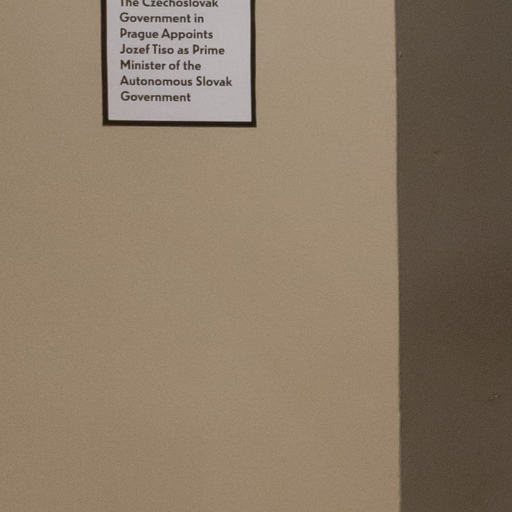 The Czechoslovak
Government in
Prague Appoints
Jozef Tiso as Prime
Minister of the
Autonomous Slovak
Government